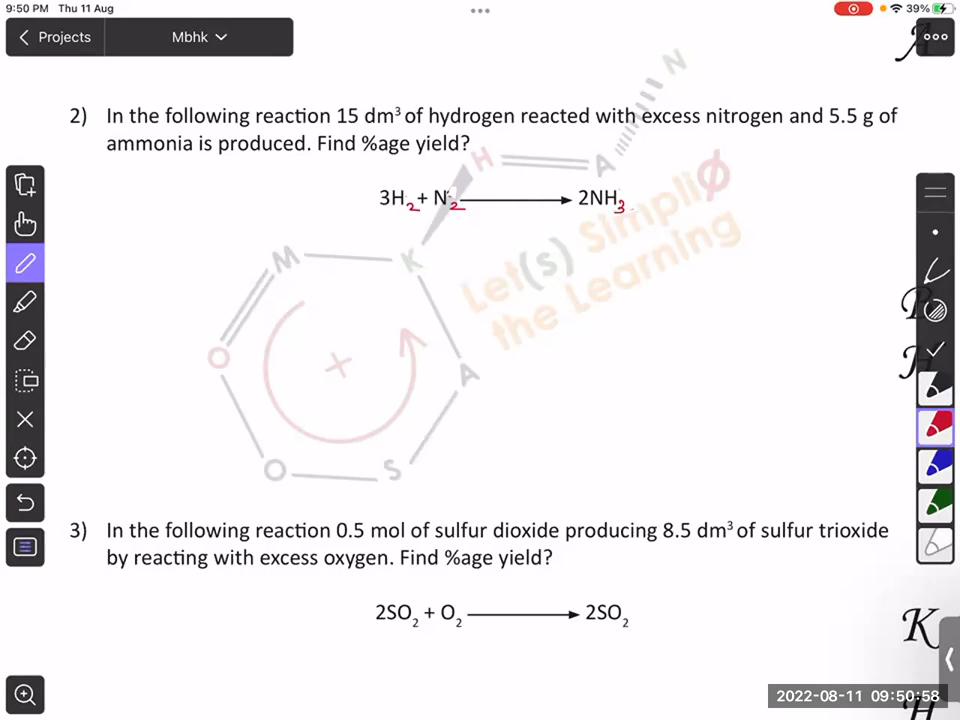 9:50 PM Thu 11 Aug
39%
Projects
Mbhk
A
N
2) In the following reaction 15 dm³ of hydrogen reacted with excess nitrogen and 5.5 g of
ammonia is produced. Find %age yield?
H
A
3H₂ + N₂ → 2NH₃
Let(s) Simpliø
the Learning
M
K
B
O
H
A
O
S
3) In the following reaction 0.5 mol of sulfur dioxide producing 8.5 dm³ of sulfur trioxide
by reacting with excess oxygen. Find %age yield?
2SO₂ + O₂ → 2SO₂
K
2022-08-11 09:50:58
H